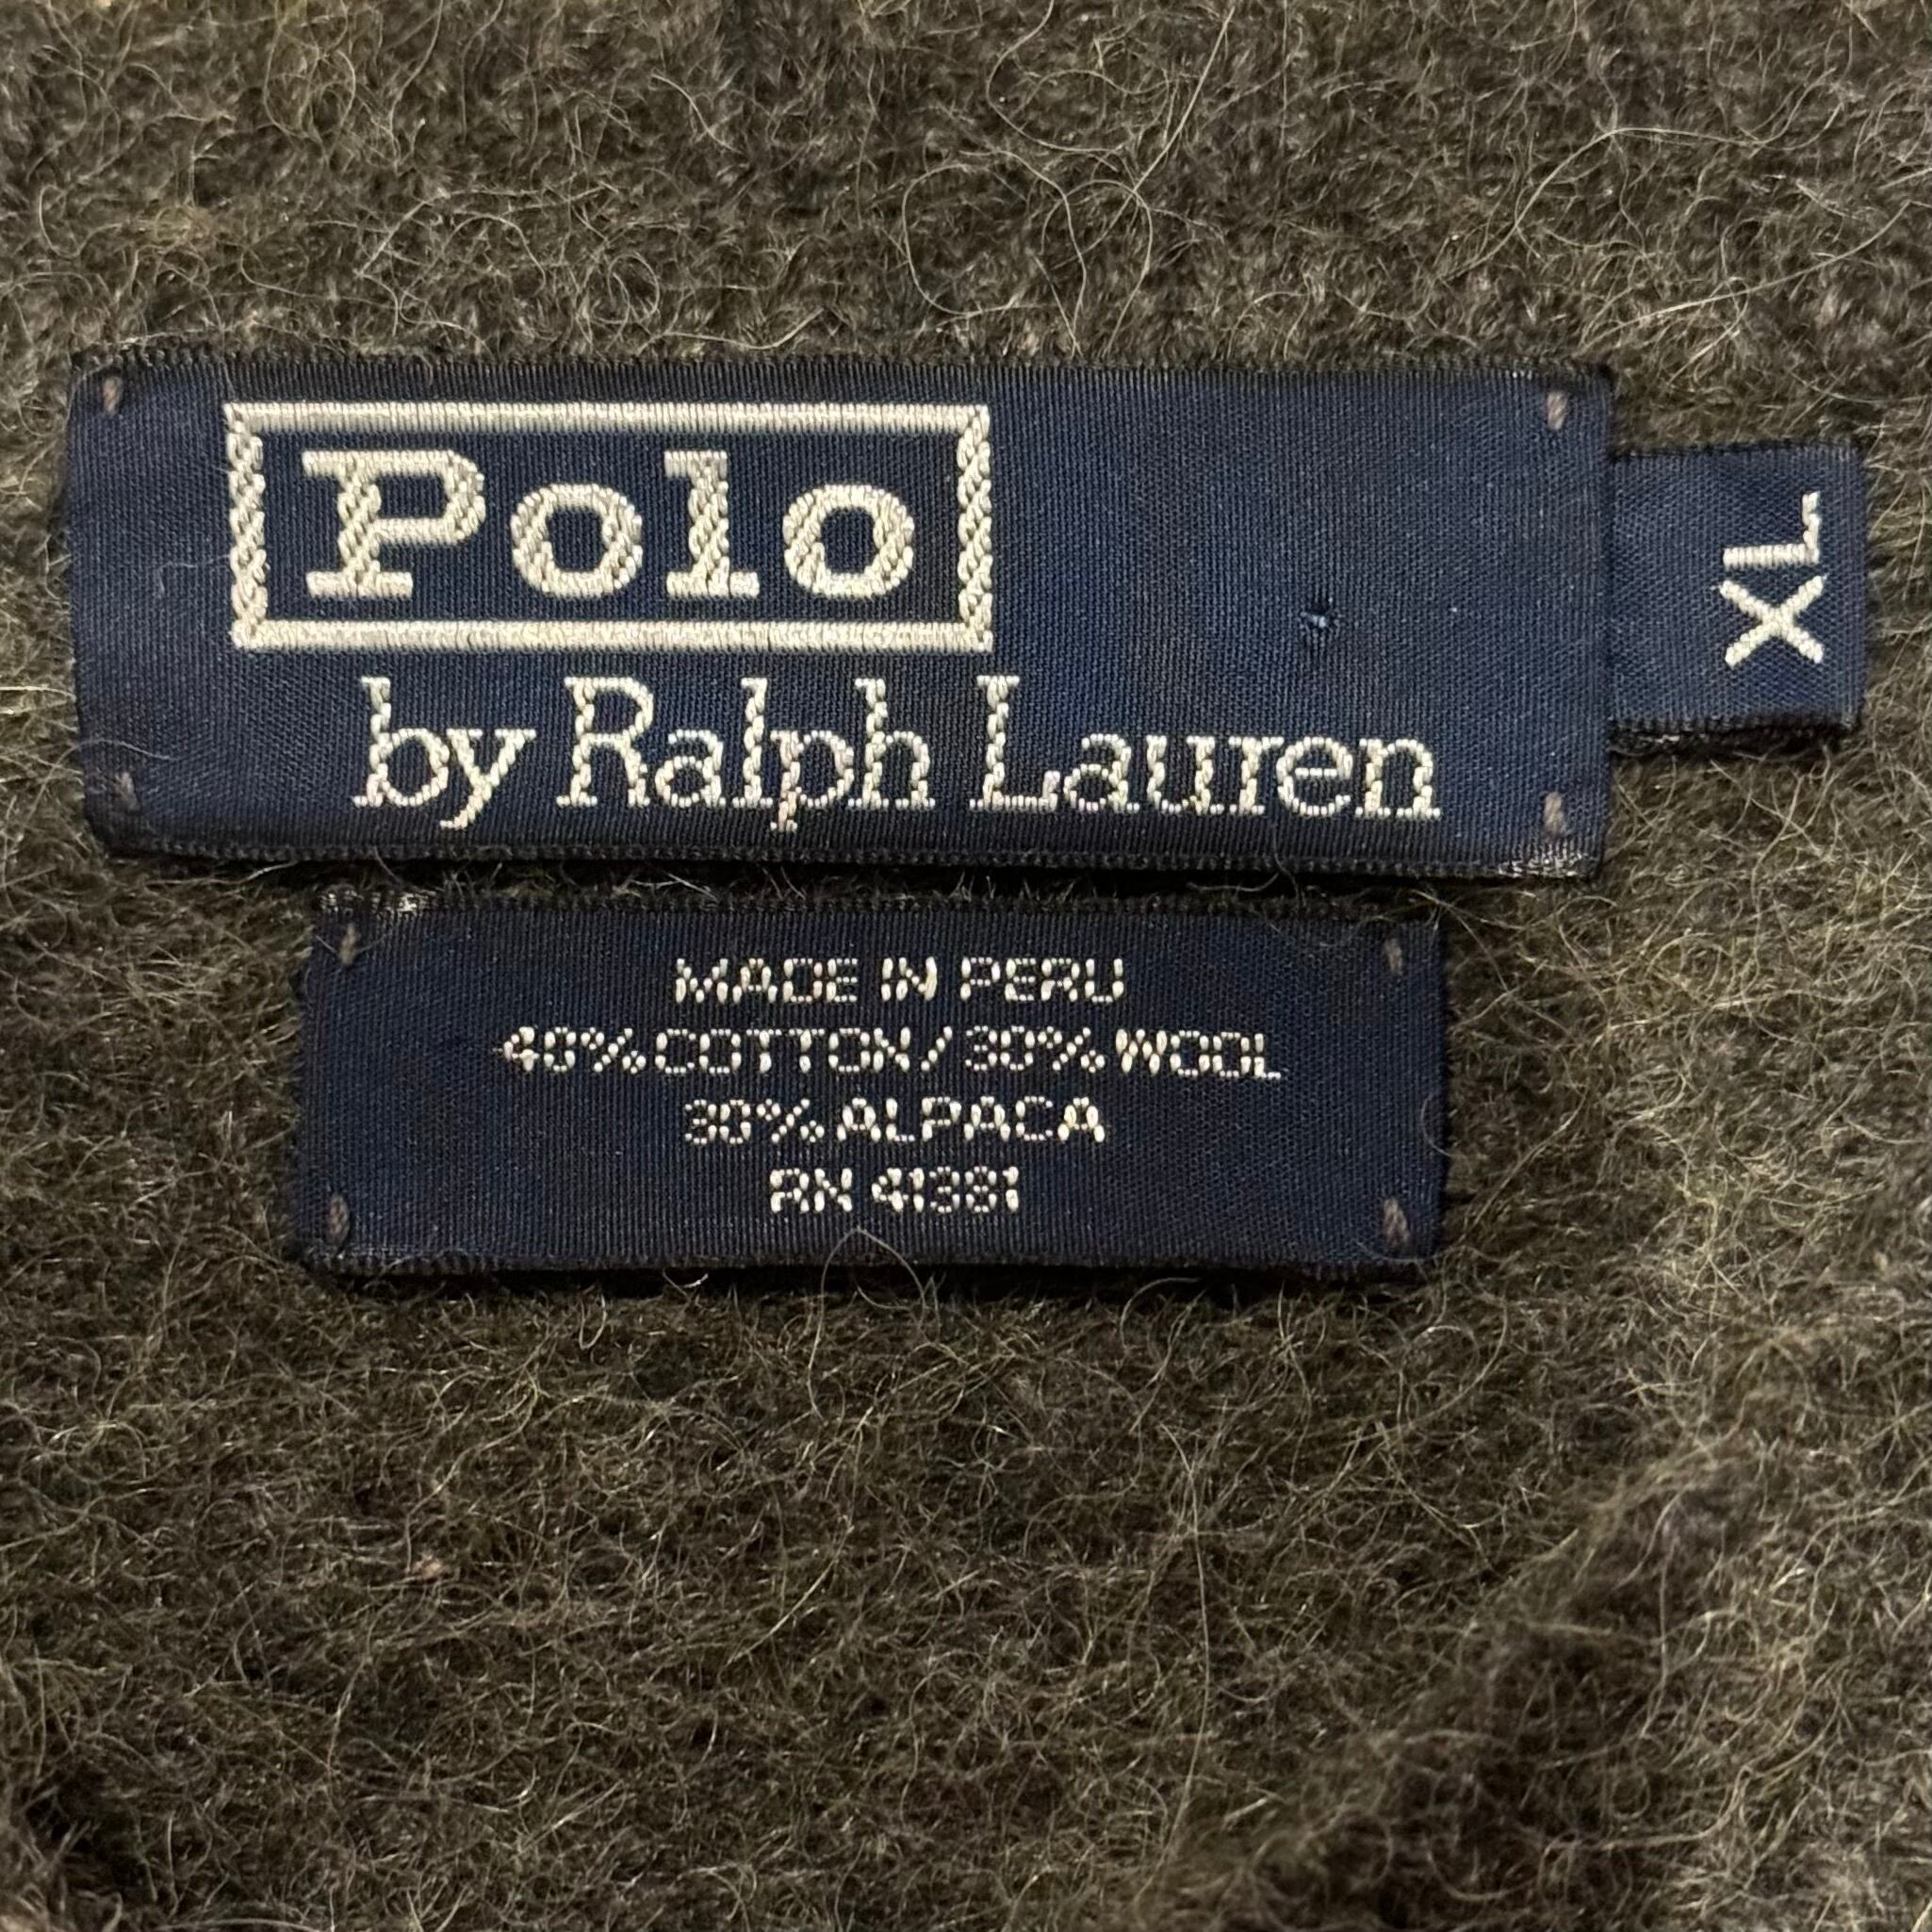 Polo
by Ralph Lauren
XL
MADE IN PERU
40% COTTON / 30% WOOL
30% ALPACA
RN 41381